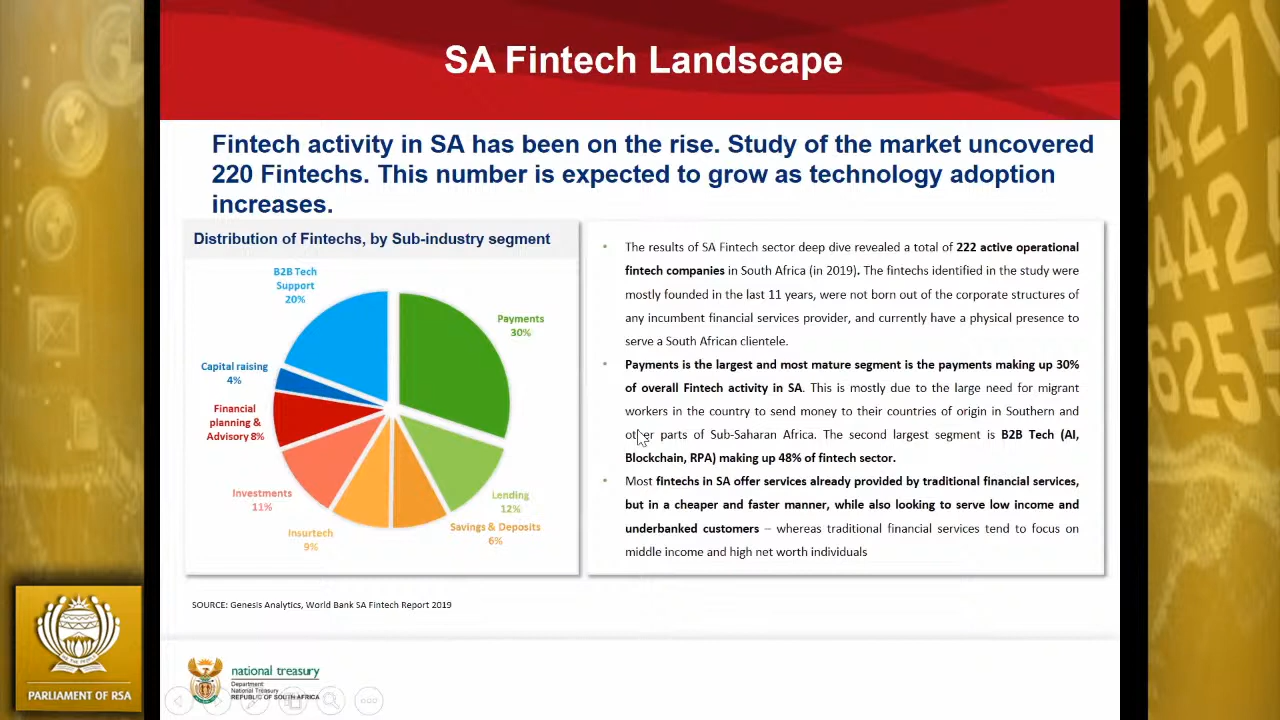 SA Fintech Landscape
Fintech activity in SA has been on the rise. Study of the market uncovered
220 Fintechs. This number is expected to grow as technology adoption
increases.
Distribution of Fintechs, by Sub-industry segment
B2B Tech
Support
20%
Payments
30%
Capital raising
4%
Financial
planning &
Advisory 8%
Investments
11%
Lending
12%
Insurtech
9%
Savings & Deposits
6%
The results of SA Fintech sector deep dive revealed a total of 222 active operational
fintech companies in South Africa (in 2019). The fintechs identified in the study were
mostly founded in the last 11 years, were not born out of the corporate structures of
any incumbent financial services provider, and currently have a physical presence to
serve a South African clientele.
Payments is the largest and most mature segment is the payments making up 30%
of overall Fintech activity in SA. This is mostly due to the large need for migrant
workers in the country to send money to their countries of origin in Southern and
other parts of Sub-Saharan Africa. The second largest segment is B2B Tech (AI,
Blockchain, RPA) making up 48% of fintech sector.
Most fintechs in SA offer services already provided by traditional financial services,
but in a cheaper and faster manner, while also looking to serve low income and
underbanked customers – whereas traditional financial services tend to focus on
middle income and high net worth individuals
SOURCE: Genesis Analytics, World Bank SA Fintech Report 2019
national treasury
Department
National Treasury
REPUBLIC OF SOUTH AFRICA
PARLIAMENT OF RSA
427
6255